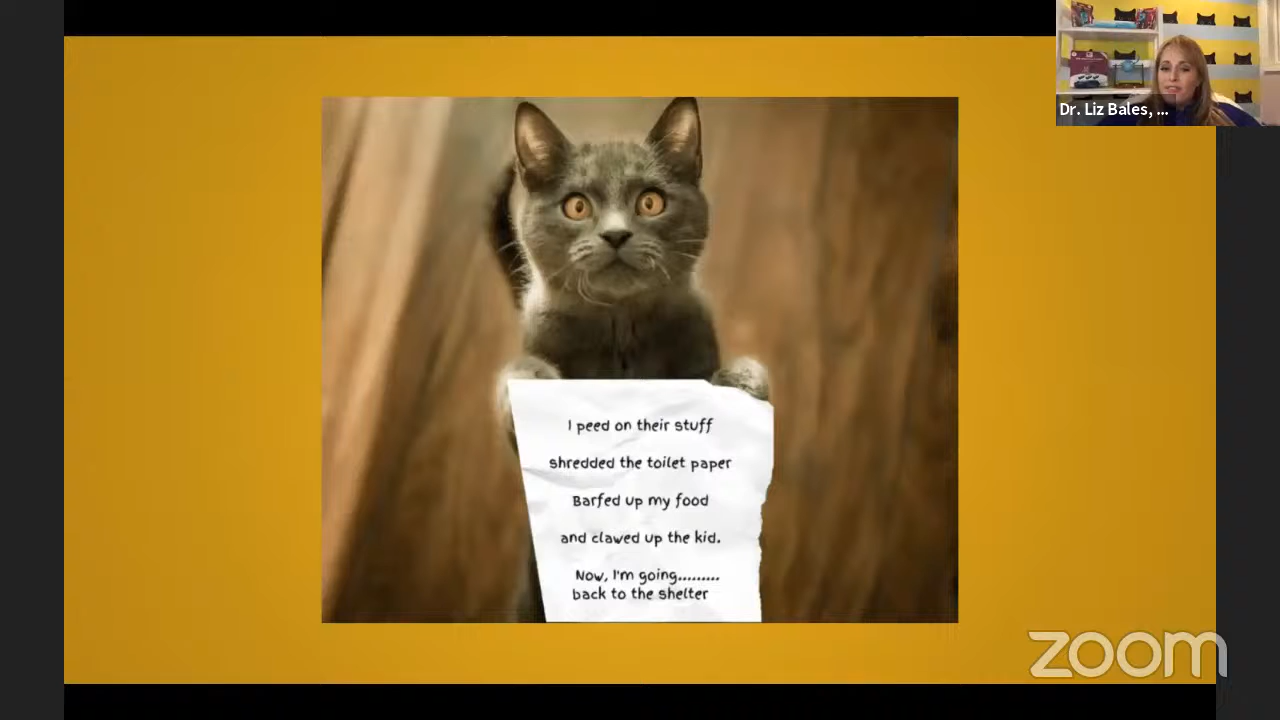 Dr. Liz Bales, ...
I peed on their stuff
shredded the toilet paper
Barfed up my food
and clawed up the kid.
Now, I'm going.........
back to the shelter
zoom